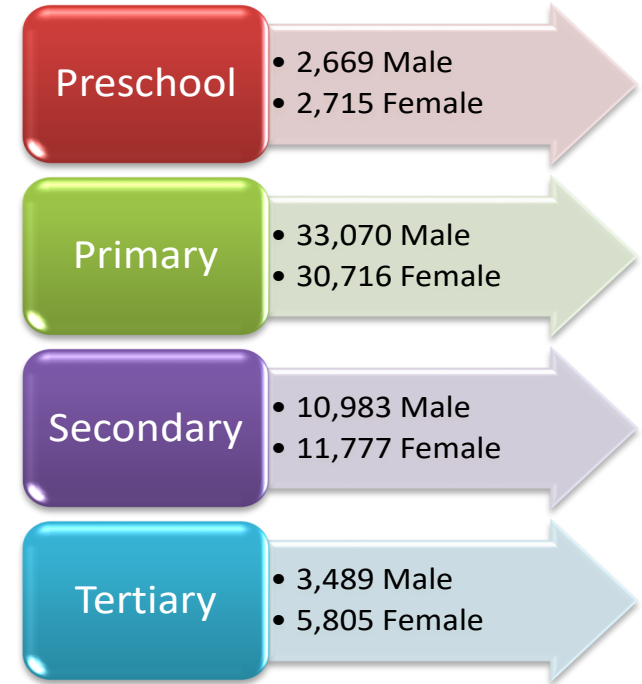 Preschool
• 2,669 Male
• 2,715 Female
Primary
• 33,070 Male
• 30,716 Female
Secondary
• 10,983 Male
• 11,777 Female
Tertiary
• 3,489 Male
• 5,805 Female